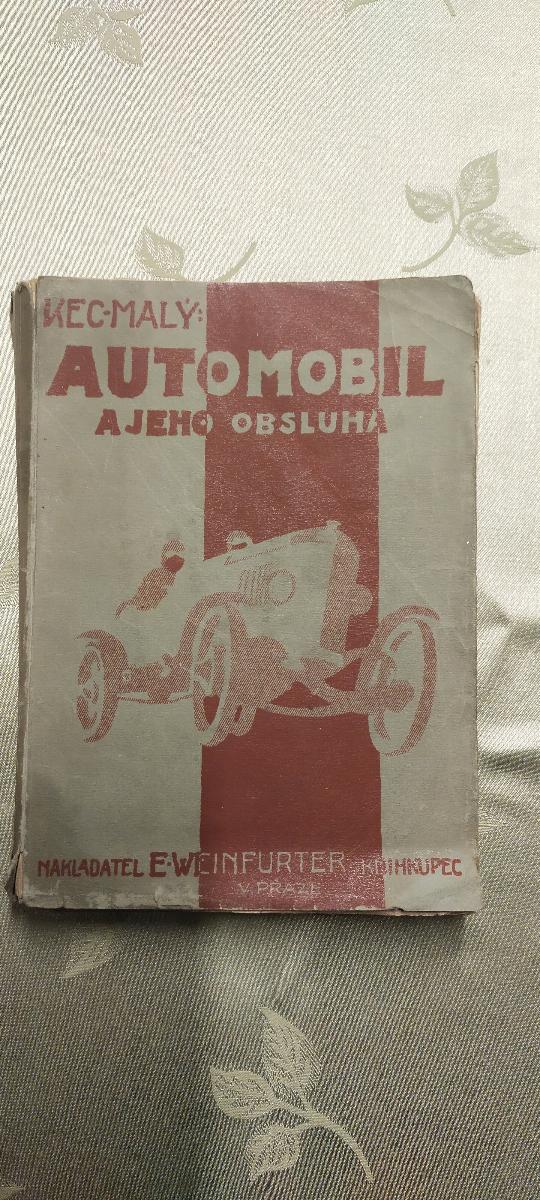 KEC-MALÝ:
AUTOMOBIL
A JEHO OBSLUHA
NAKLADATEL E·WEINFURTER, KNIHKUPEC
V PRAZE